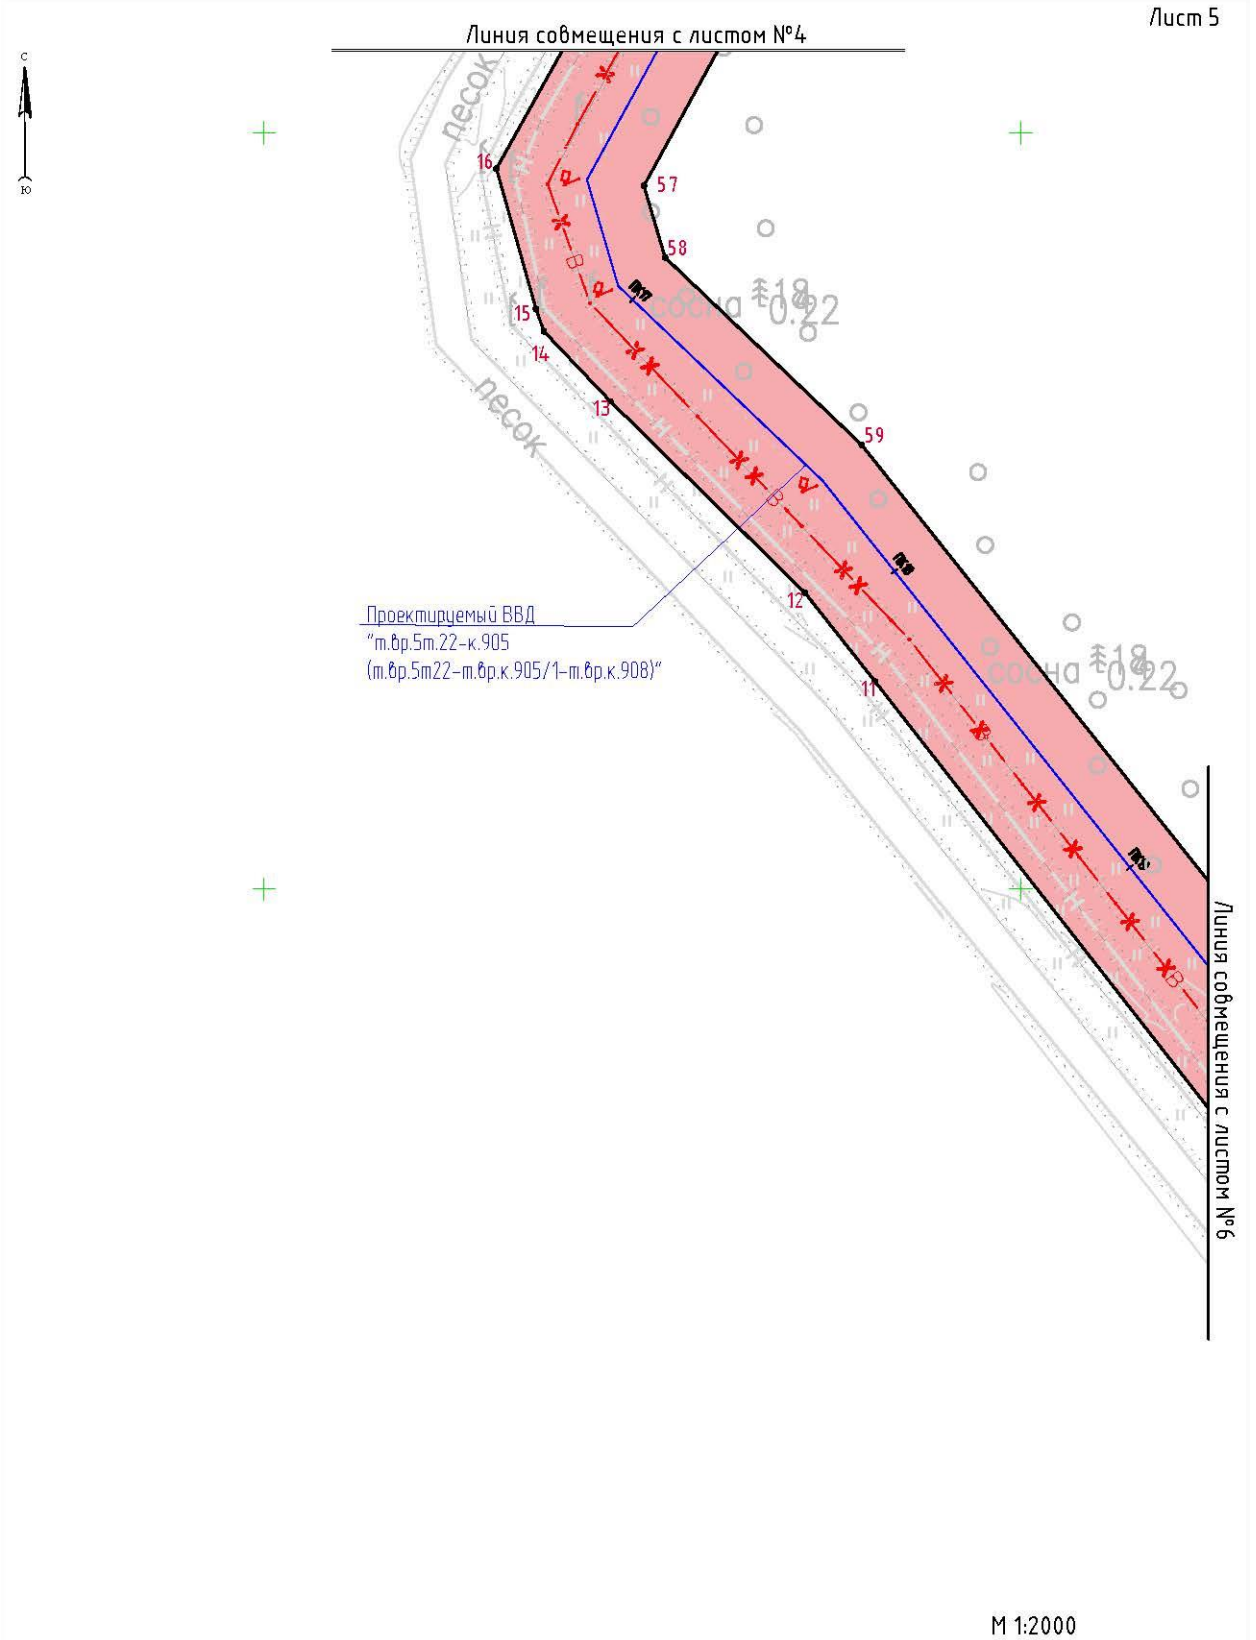 Лист 5
Линия совмещения с листом №4
С
Ю
песок
16
57
58
15
14
13
сосна 18 0.22
песок
59
12
11
В
В
В
В
Н
Н
Н
Н
Н
Проектируемый ВВД
"т.вр.5т.22-к.905
(т.вр.5т22-т.вр.к.905/1-т.вр.к.908)"
сосна 18 0.22
Линия совмещения с листом №6
М 1:2000